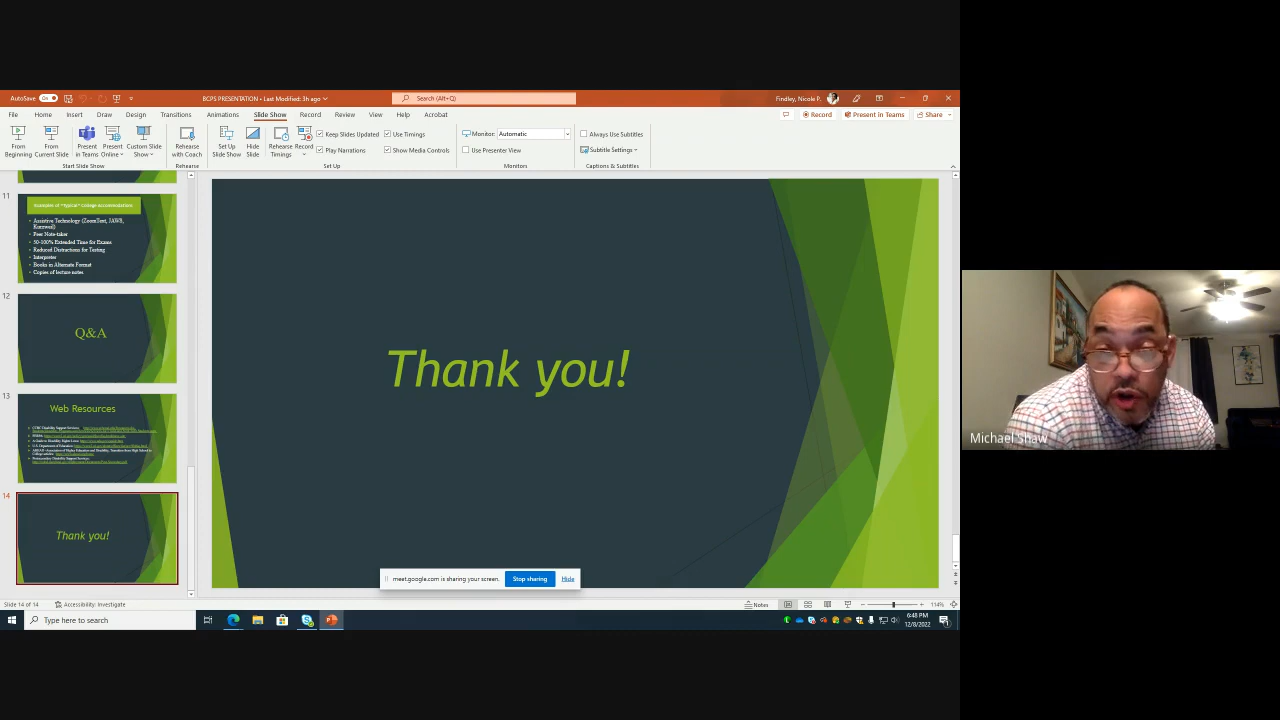 AutoSave On
BCPS PRESENTATION • Last Modified: 3h ago
Search (Alt+Q)
Findley, Nicole P.
File Home Insert Draw Design Transitions Animations Slide Show Record Review View Help Acrobat
Record Present in Teams Share
From Beginning
From Current Slide
Present in Teams
Present Online
Custom Slide Show
Rehearse with Coach
Set Up Slide Show
Hide Slide
Rehearse Timings
Record
Keep Slides Updated
Use Timings
Play Narrations
Show Media Controls
Monitor: Automatic
Use Presenter View
Always Use Subtitles
Subtitle Settings
Start Slide Show
Rehearse
Set Up
Monitors
Captions & Subtitles
11
Examples of "typical" college accommodations
Assistive Technology (ZoomText, JAWS,
Kurzweil)
Peer Note-taker
50-100% Extended Time for Exams
Reduced Distractions for Testing
Interpreter
Books in Alternate Format
Copies of lecture notes
12
Q&A
13
Web Resources
14
Thank you!
Thank you!
meet.google.com is sharing your screen.
Stop sharing
Hide
Michael Shaw
Slide 14 of 14
Accessibility: Investigate
Notes
114%
Type here to search
6:48 PM
12/8/2022